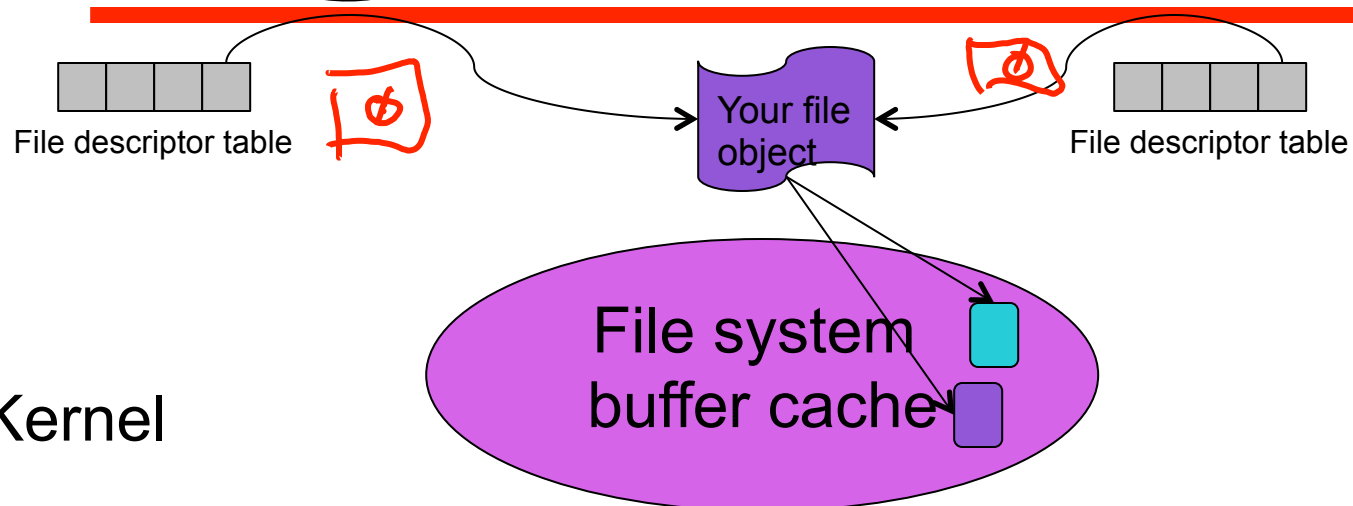 File descriptor table
Your file
object
File descriptor table
File system
buffer cache
Kernel